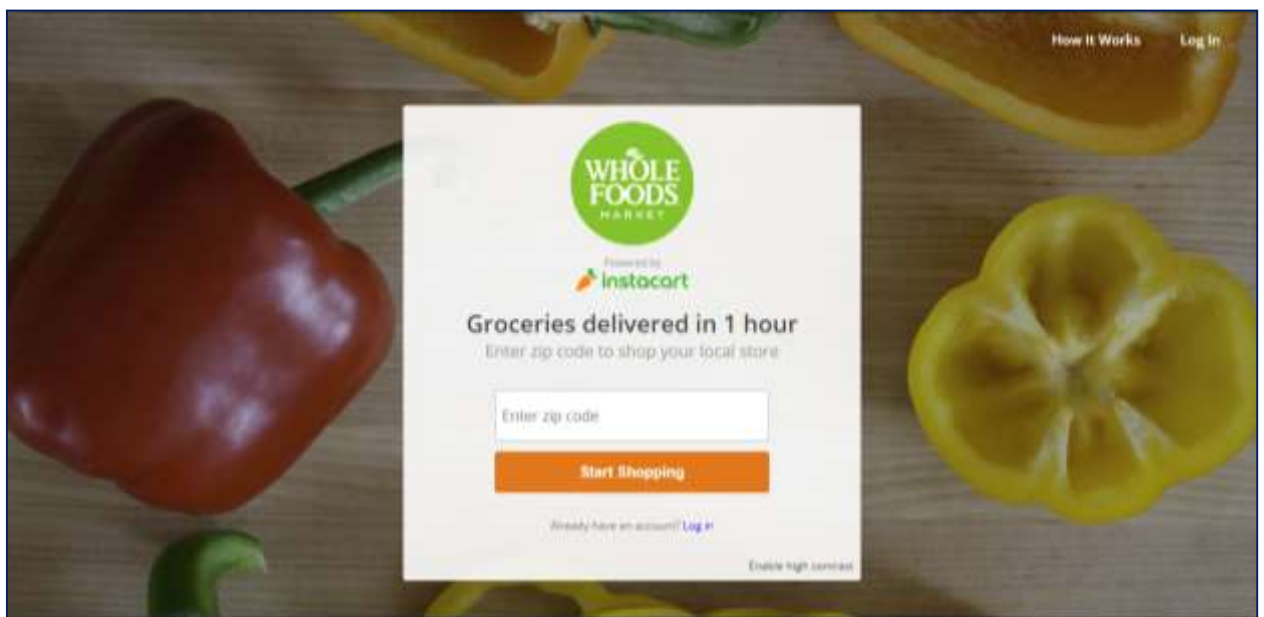 How It Works Log In
WHOLE
FOODS
MARKET
Powered by
instacart
Groceries delivered in 1 hour
Enter zip code to shop your local store
Enter zip code
Start Shopping
Already have an account? Log in
Enable high contrast